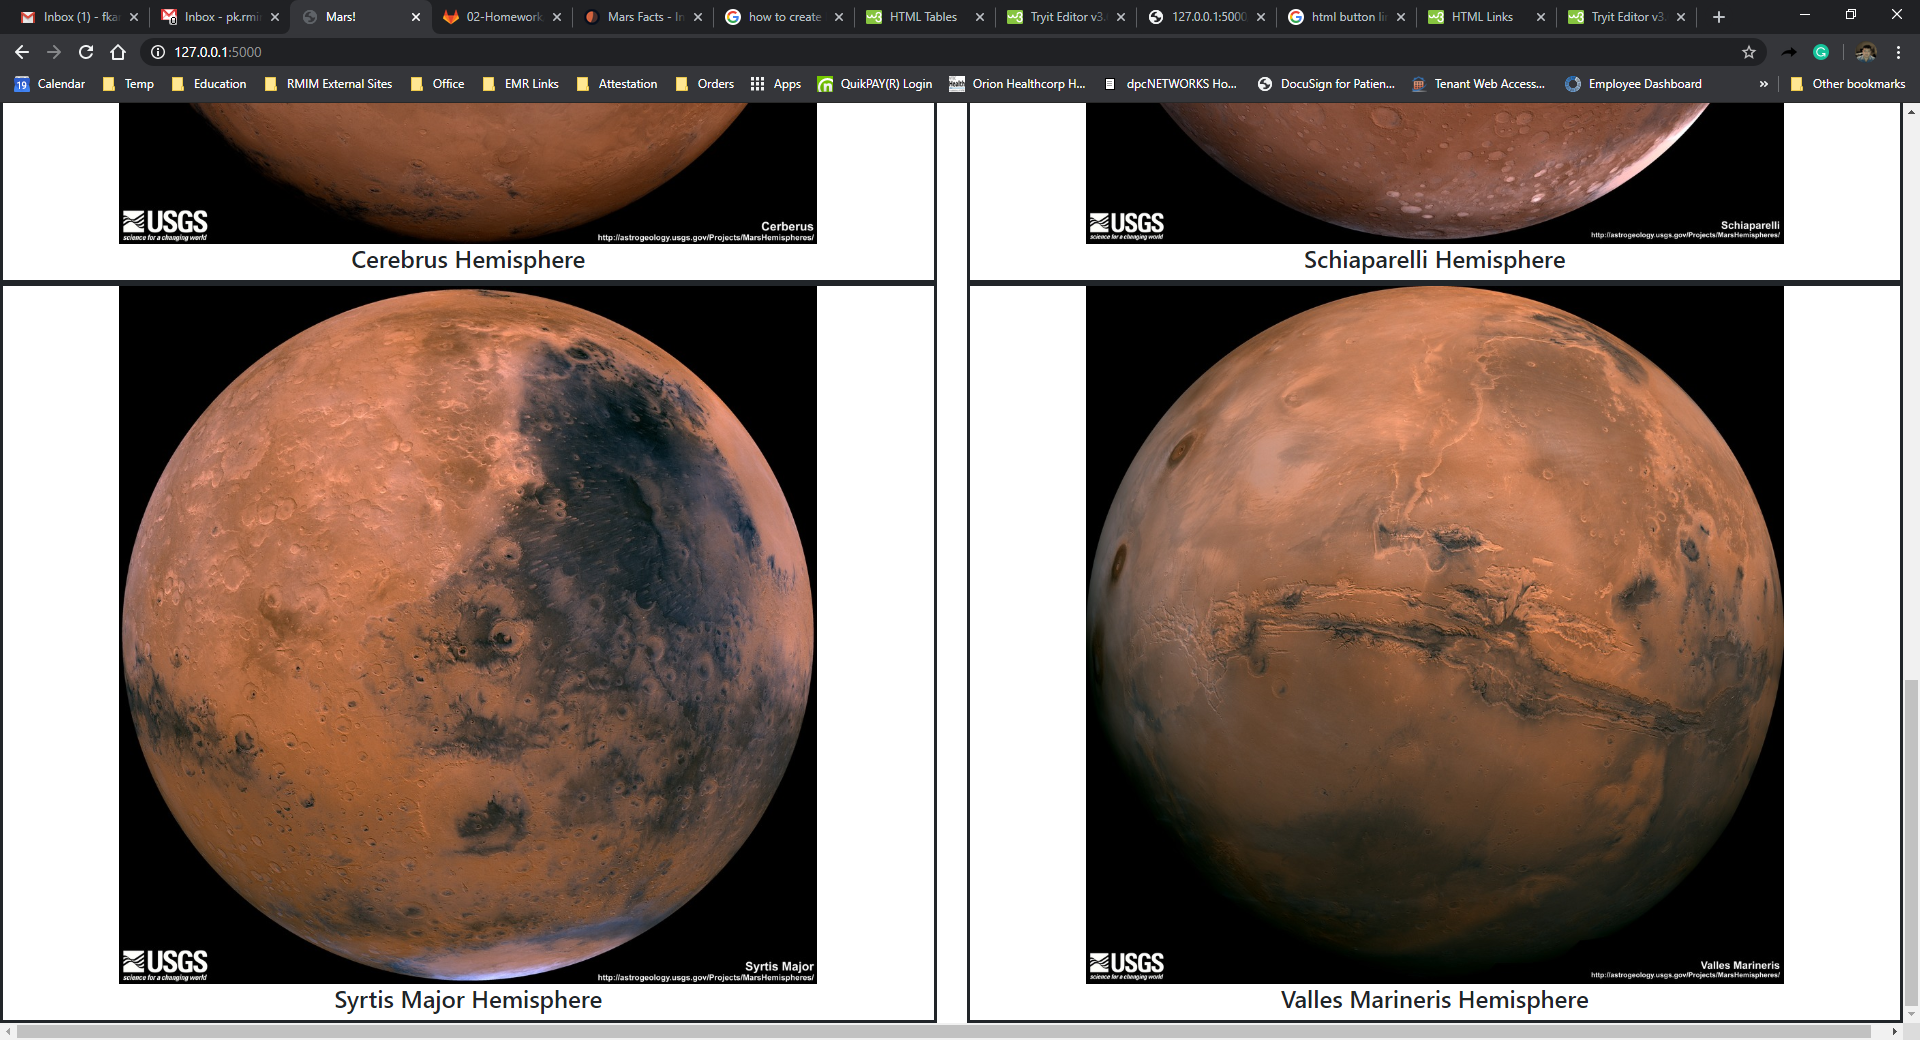 Inbox (1) - fka
Inbox - pk.rmi
Mars!
02-Homework
Mars Facts - In
how to create
HTML Tables
Tryit Editor v3.
127.0.0.1:5000
html button li
HTML Links
Tryit Editor v3.
127.0.0.1:5000
19 Calendar
Temp
Education
RMIM External Sites
Office
EMR Links
Attestation
Orders
Apps
QuikPAY(R) Login
Orion Healthcorp H...
dpcNETWORKS Ho...
DocuSign for Patien...
Tenant Web Access...
Employee Dashboard
»
Other bookmarks
USGS
science for a changing world
Cerberus
http://astrogeology.usgs.gov/Projects/MarsHemispheres/
Cerebrus Hemisphere
USGS
science for a changing world
Schiaparelli
http://astrogeology.usgs.gov/Projects/MarsHemispheres/
Schiaparelli Hemisphere
USGS
science for a changing world
Syrtis Major
http://astrogeology.usgs.gov/Projects/MarsHemispheres/
Syrtis Major Hemisphere
USGS
science for a changing world
Valles Marineris
http://astrogeology.usgs.gov/Projects/MarsHemispheres/
Valles Marineris Hemisphere